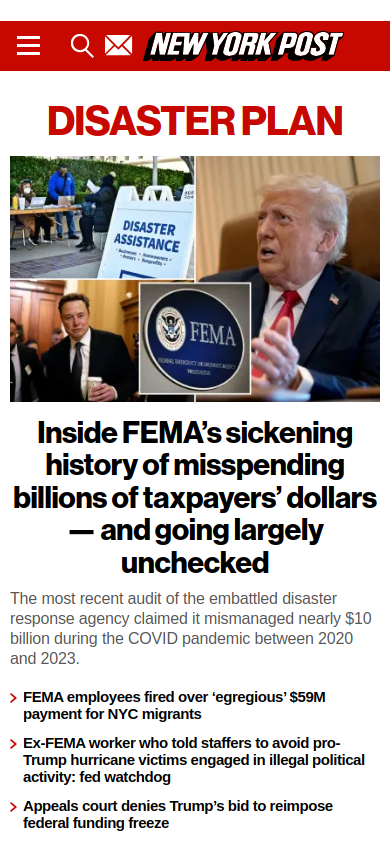 NEW YORK POST
DISASTER PLAN
DISASTER
ASSISTANCE
FEMA
FEDERAL EMERGENCY MANAGEMENT AGENCY
Inside FEMA’s sickening
history of misspending
billions of taxpayers’ dollars
— and going largely
unchecked
The most recent audit of the embattled disaster
response agency claimed it mismanaged nearly $10
billion during the COVID pandemic between 2020
and 2023.
FEMA employees fired over ‘egregious’ $59M
payment for NYC migrants
Ex-FEMA worker who told staffers to avoid pro-
Trump hurricane victims engaged in illegal political
activity: fed watchdog
Appeals court denies Trump’s bid to reimpose
federal funding freeze